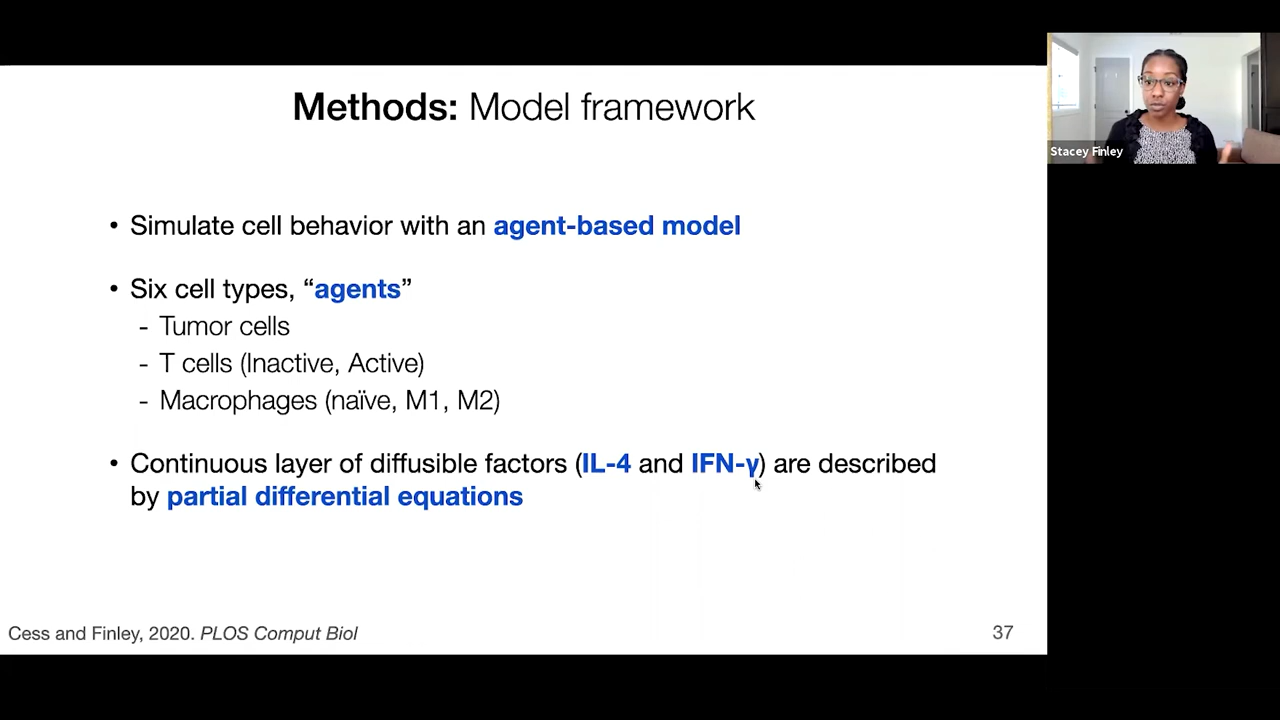 Methods: Model framework
Stacey Finley
• Simulate cell behavior with an agent-based model
• Six cell types, “agents”
- Tumor cells
- T cells (Inactive, Active)
- Macrophages (naïve, M1, M2)
• Continuous layer of diffusible factors (IL-4 and IFN-γ) are described
by partial differential equations
Cess and Finley, 2020. PLOS Comput Biol
37